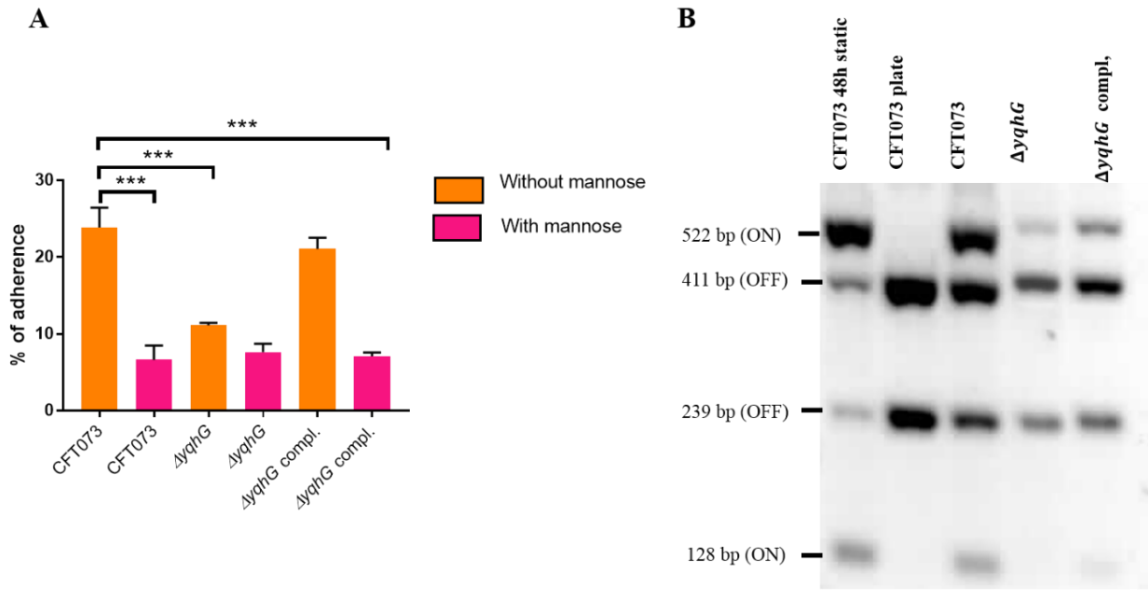 A
***
***
***
30
20
10
0
% of adherence
CFT073
CFT073
ΔyqhG
ΔyqhG
ΔyqhG compl.
ΔyqhG compl.
Without mannose
With mannose
B
CFT073 48h static
CFT073 plate
CFT073
ΔyqhG
ΔyqhG compl,
522 bp (ON)
411 bp (OFF)
239 bp (OFF)
128 bp (ON)